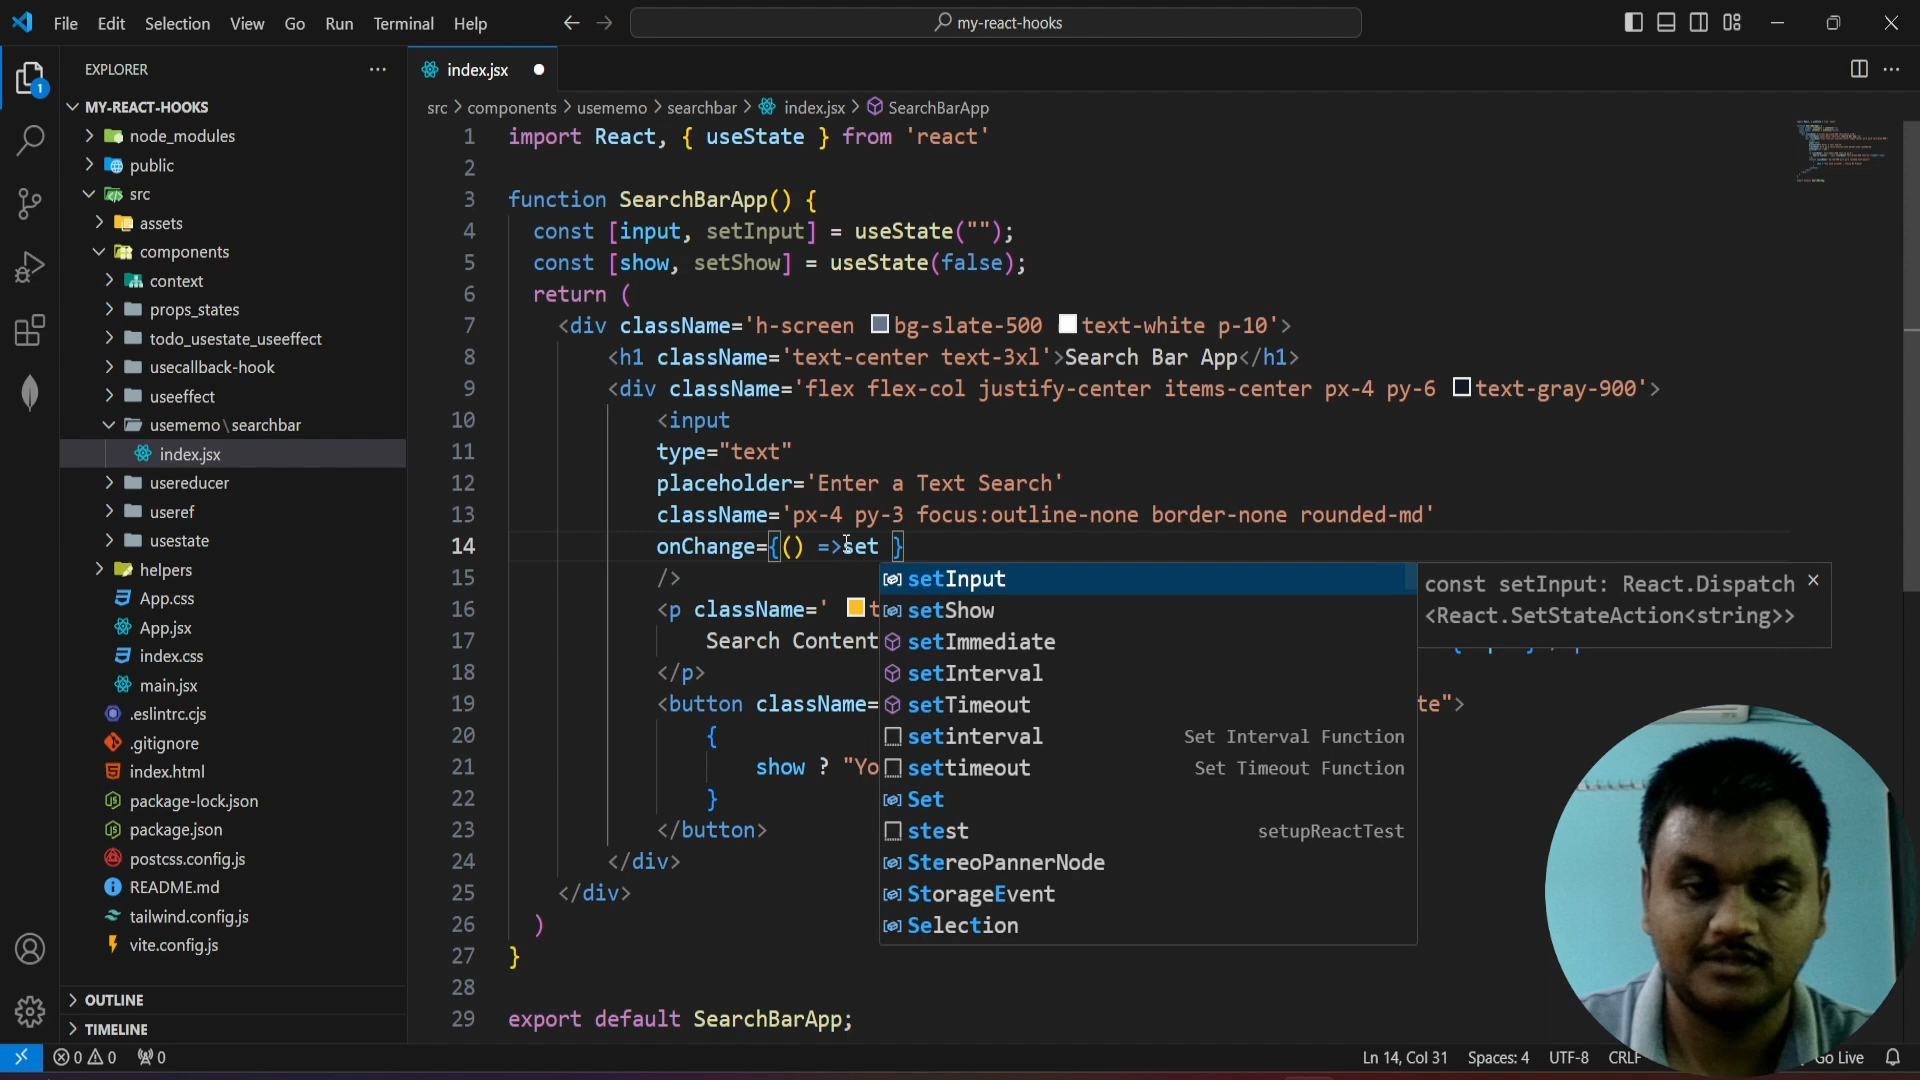 File Edit Selection View Go Run Terminal Help
my-react-hooks
EXPLORER
MY-REACT-HOOKS
node_modules
public
src
assets
components
context
props_states
todo_usestate_useeffect
usecallback-hook
useeffect
usememo\searchbar
index.jsx
usereducer
useref
usestate
helpers
App.css
App.jsx
index.css
main.jsx
.eslintrc.cjs
.gitignore
index.html
package-lock.json
package.json
postcss.config.js
README.md
tailwind.config.js
vite.config.js
OUTLINE
TIMELINE
1
index.jsx
src > components > usememo > searchbar > index.jsx > SearchBarApp
1 import React, { useState } from 'react'
2
3 function SearchBarApp() {
4 const [input, setInput] = useState("");
5 const [show, setShow] = useState(false);
6 return (
7 <div className='h-screen bg-slate-500 text-white p-10'>
8 <h1 className='text-center text-3xl'>Search Bar App</h1>
9 <div className='flex flex-col justify-center items-center px-4 py-6 text-gray-900'>
10 <input
11 type="text"
12 placeholder='Enter a Text Search'
13 className='px-4 py-3 focus:outline-none border-none rounded-md'
14 onChange={() =>set }
15 />
16 <p className=' t
17 Search Content
18 </p>
19 <button className= te">
20 {
21 show ? "Yo
22 }
23 </button>
24 </div>
25 </div>
26 )
27 }
28
29 export default SearchBarApp;
setInput
setShow
setImmediate
setInterval
setTimeout
setinterval Set Interval Function
settimeout Set Timeout Function
Set
stest setupReactTest
StereoPannerNode
StorageEvent
Selection
const setInput: React.Dispatch
<React.SetStateAction<string>>
0 0 0
Ln 14, Col 31 Spaces: 4 UTF-8 CRLF Go Live